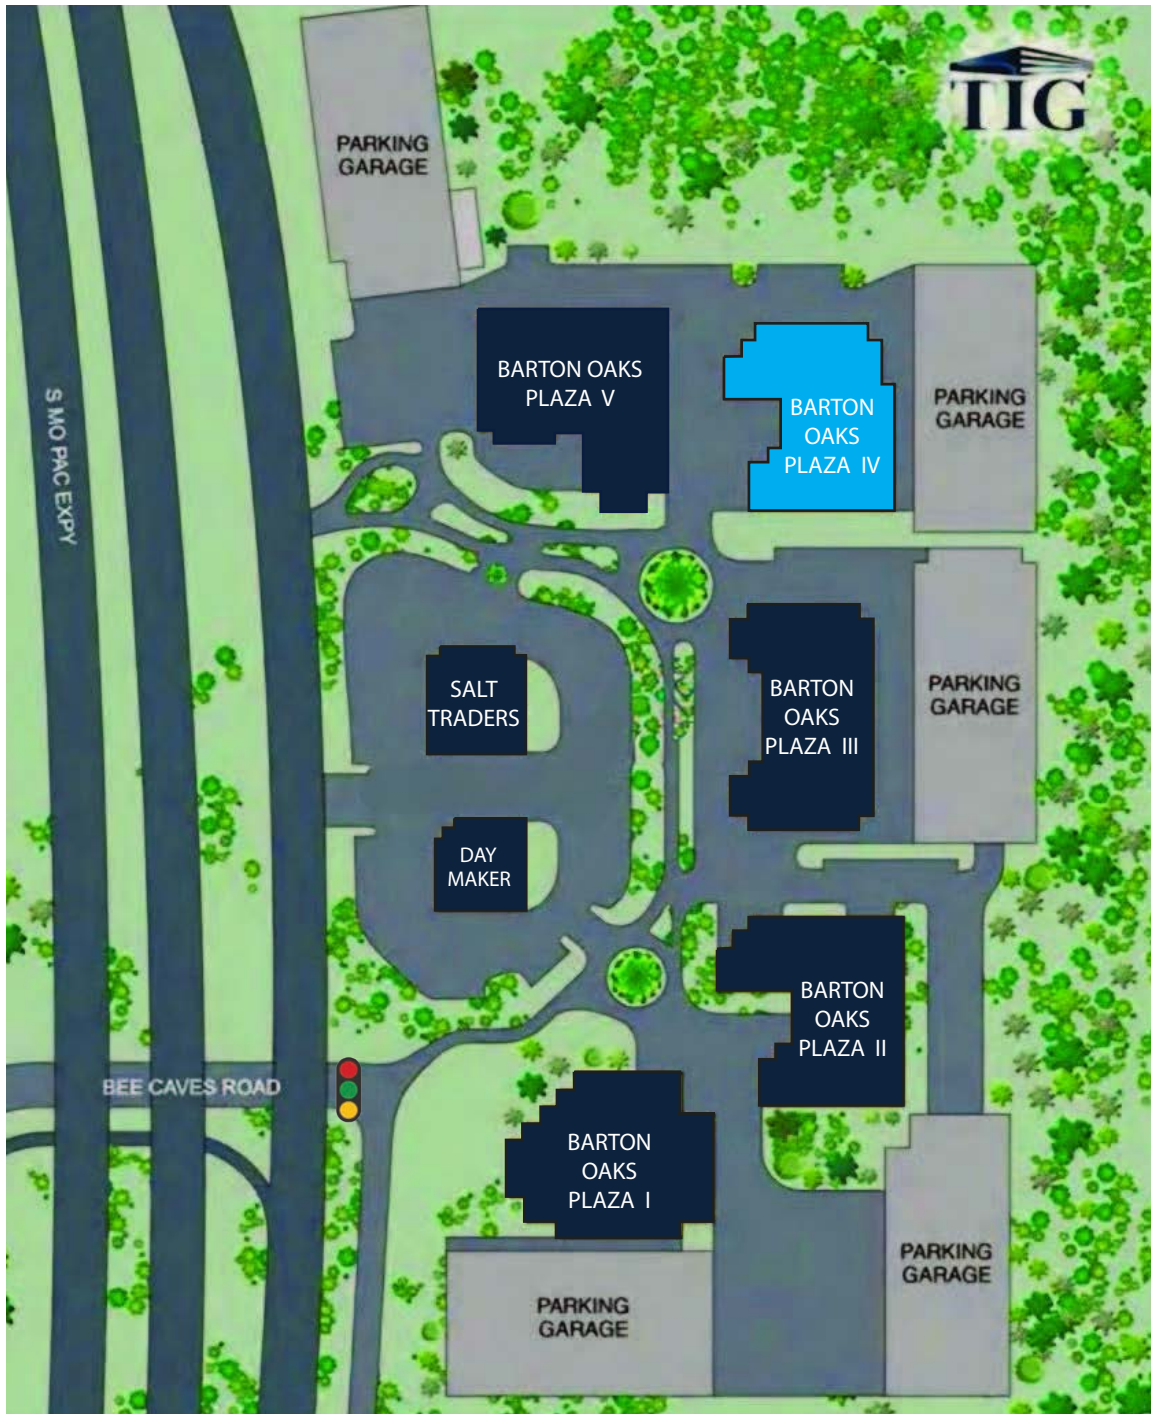 TIG
PARKING
GARAGE
BARTON OAKS
PLAZA V
BARTON
OAKS
PLAZA IV
PARKING
GARAGE
S MO PAC EXPY
SALT
TRADERS
BARTON
OAKS
PLAZA III
PARKING
GARAGE
DAY
MAKER
BARTON
OAKS
PLAZA II
BEE CAVES ROAD
BARTON
OAKS
PLAZA I
PARKING
GARAGE
PARKING
GARAGE